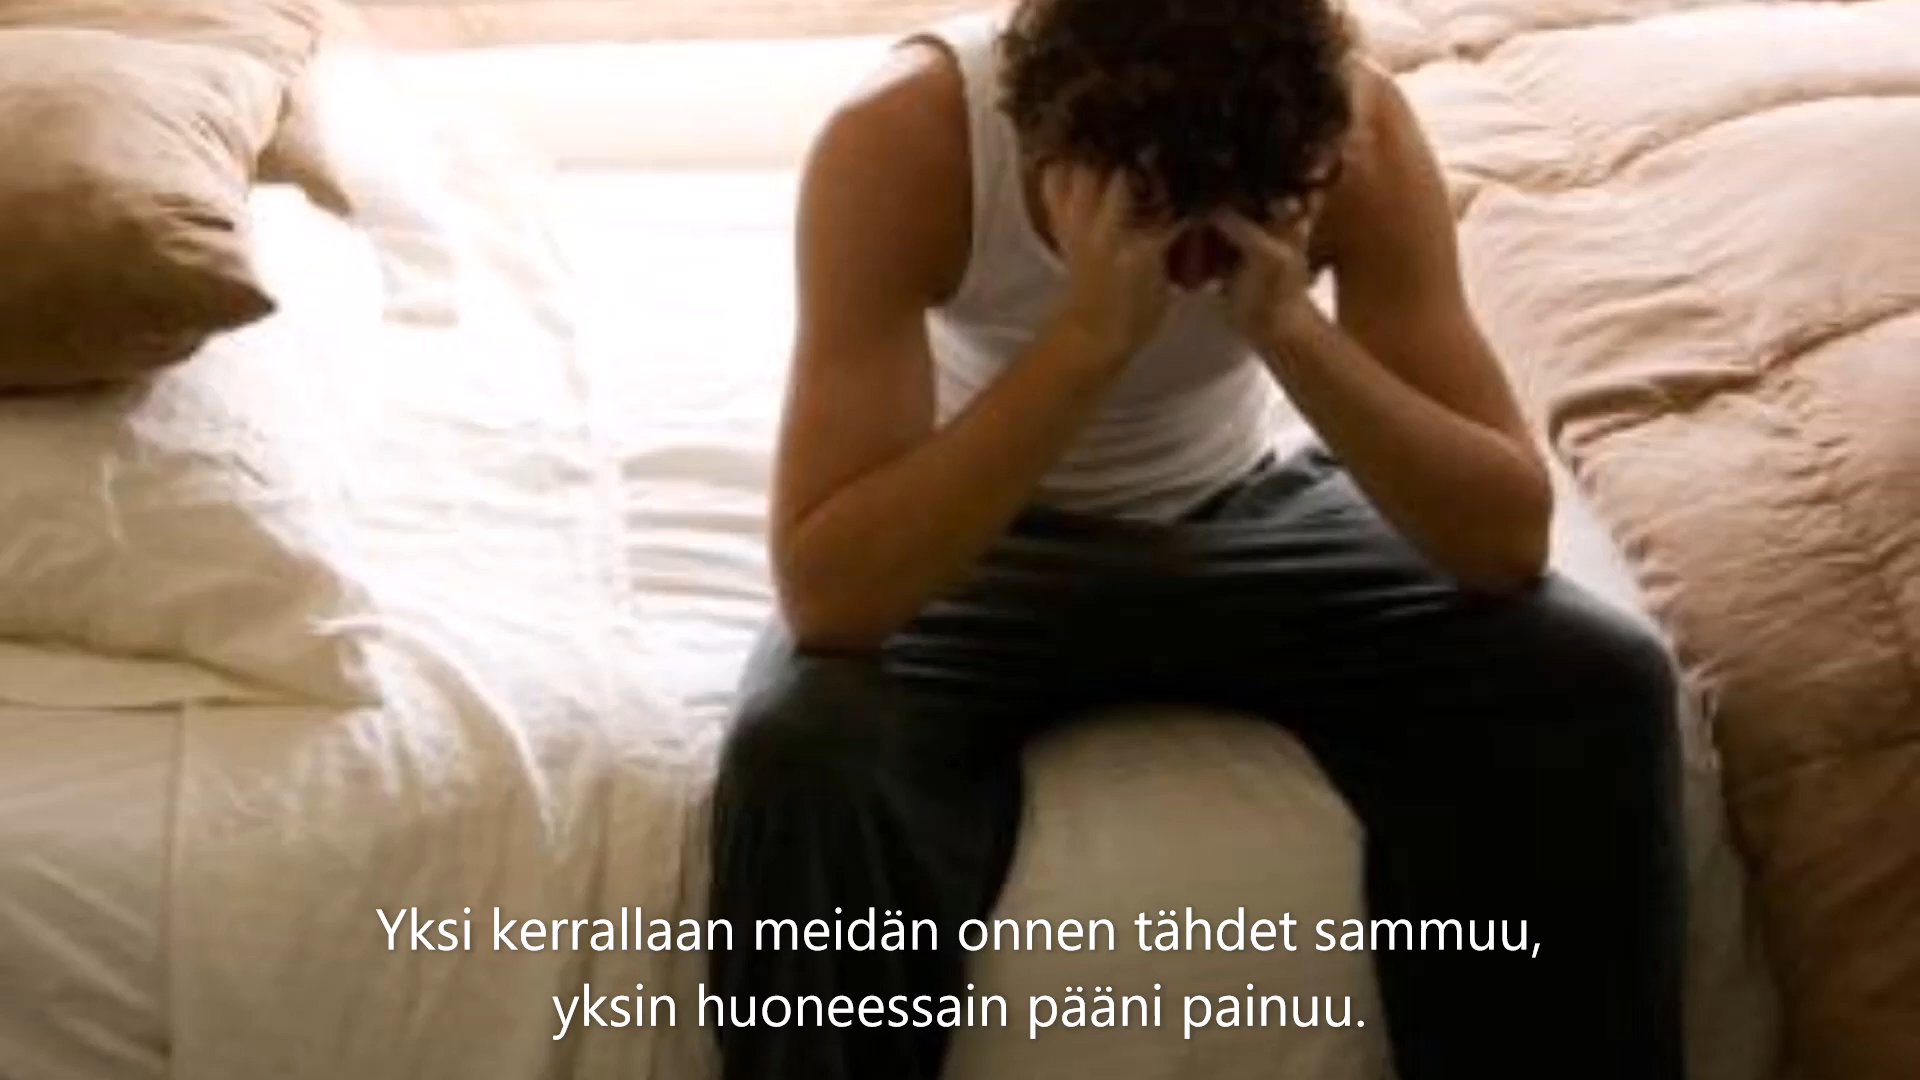 Yksi kerrallaan meidän onnen tähdet sammuu,
yksin huoneessain pääni painuu.